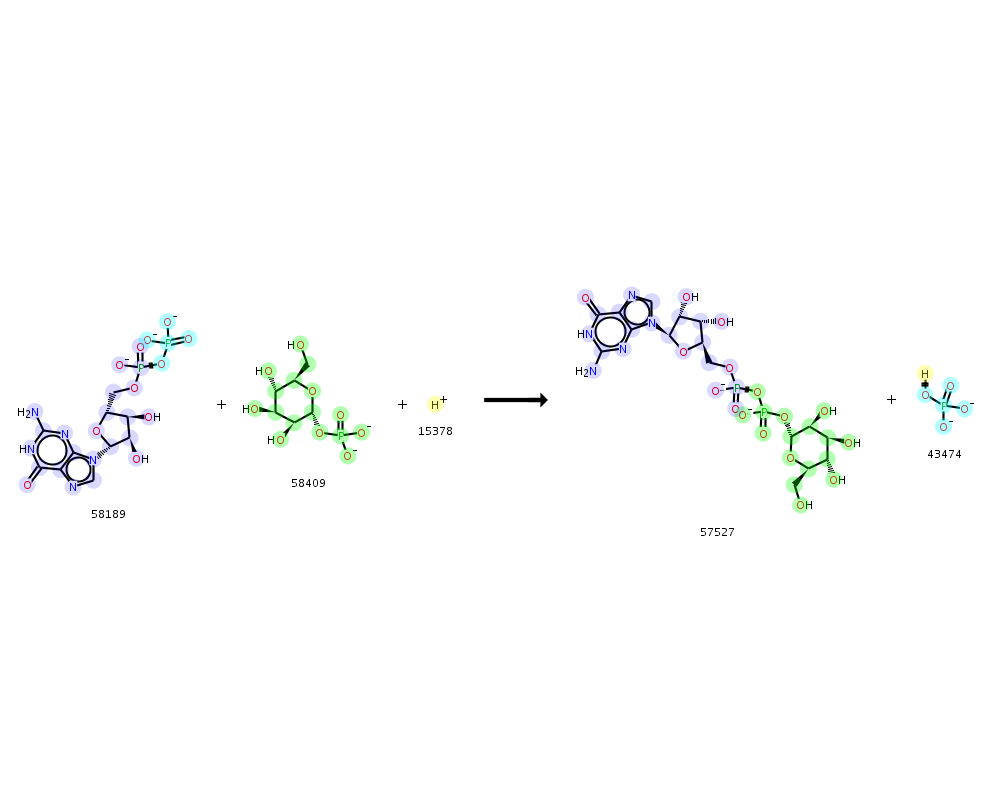 O⁻
O⁻ P O
O O
O⁻ P
O
H₂N N O OH
HN N OH
O N
58189
+
HO
HO O
HO
HO O O
P O⁻
O⁻
58409
+
H⁺
15378
O N OH
HN N OH
N O
H₂N O
O⁻ P O
O O⁻ P O OH
O OH
O OH
OH
57527
+
H
O O
P O⁻
O⁻
43474